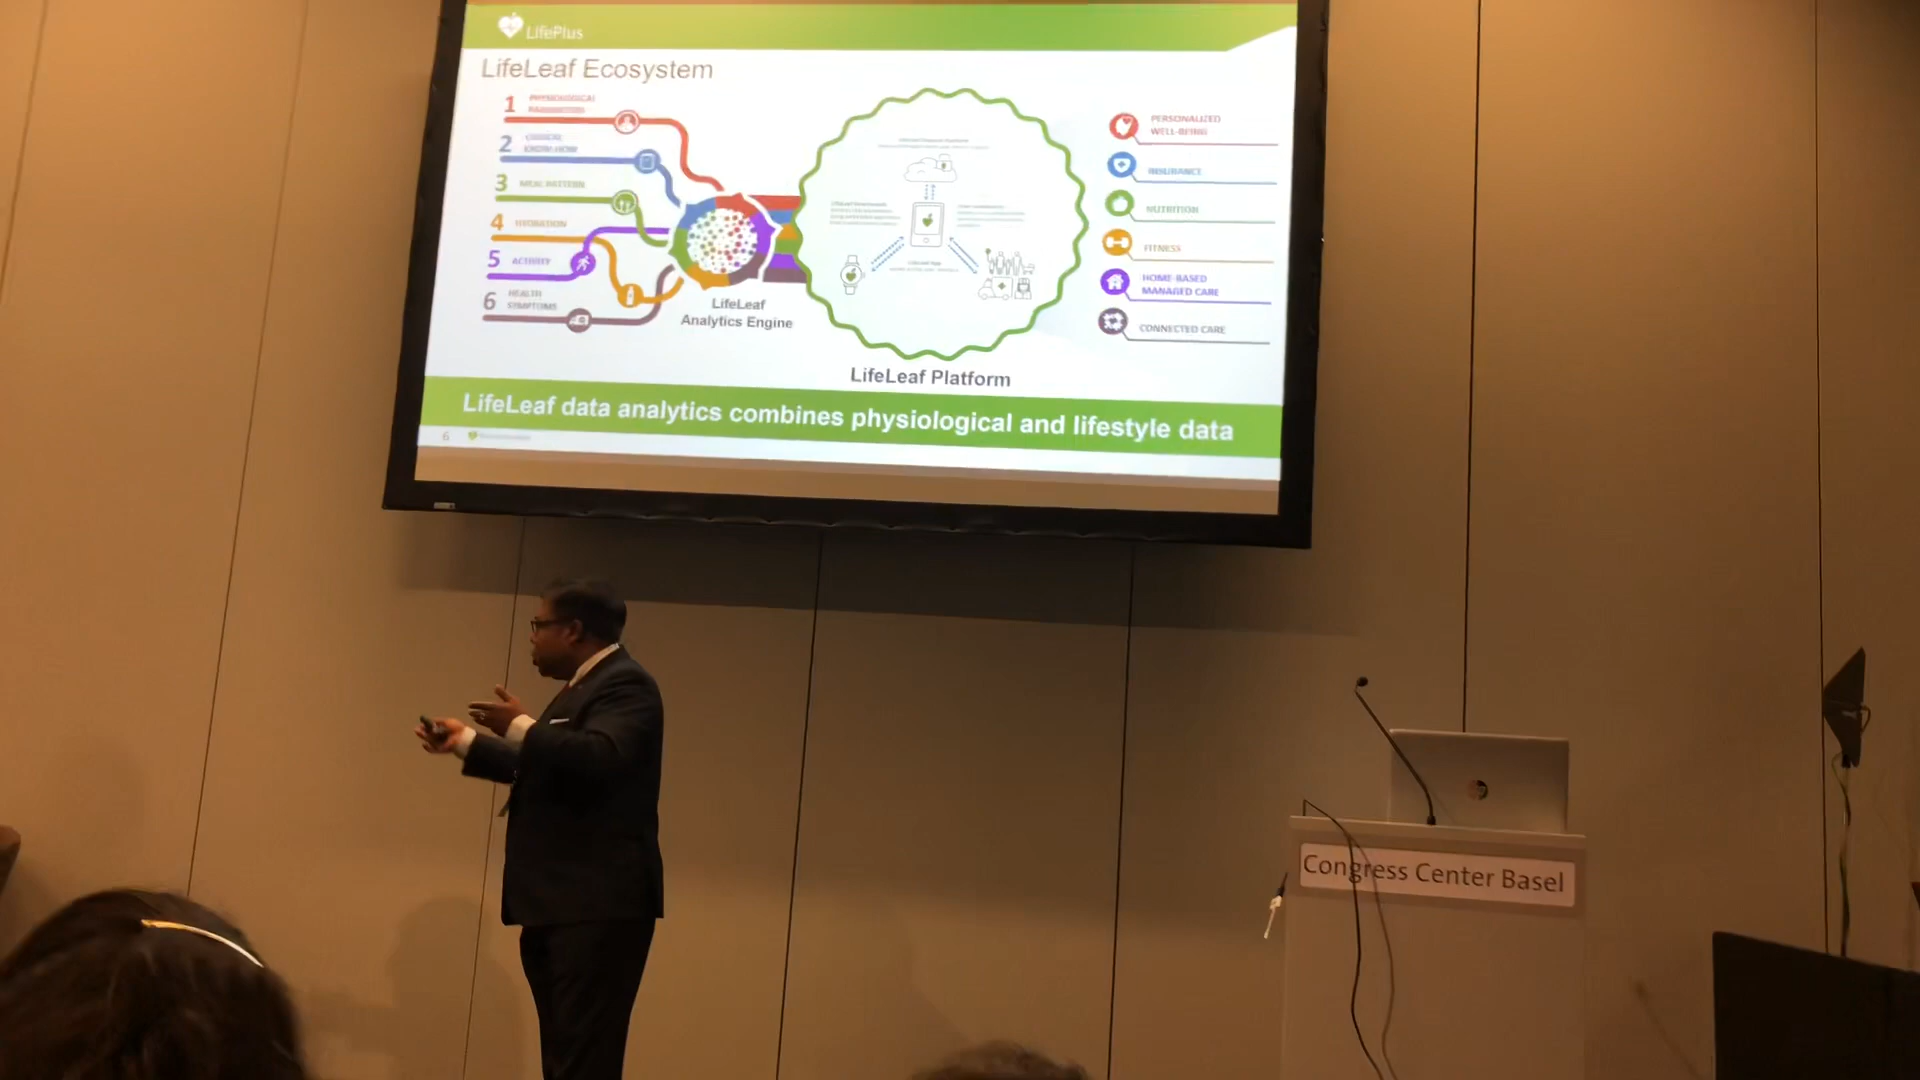 LifePlus
LifeLeaf Ecosystem
1 PHYSIOLOGICAL
PARAMETERS
2 CLINICAL
KNOW-HOW
3 MEAL PATTERN
4 HYDRATION
5 ACTIVITY
6 HEALTH
SYMPTOMS
LifeLeaf
Analytics Engine
LifeLeaf Platform
PERSONALIZED
WELL-BEING
INSURANCE
NUTRITION
FITNESS
HOME-BASED
MANAGED CARE
CONNECTED CARE
LifeLeaf data analytics combines physiological and lifestyle data
6
Congress Center Basel